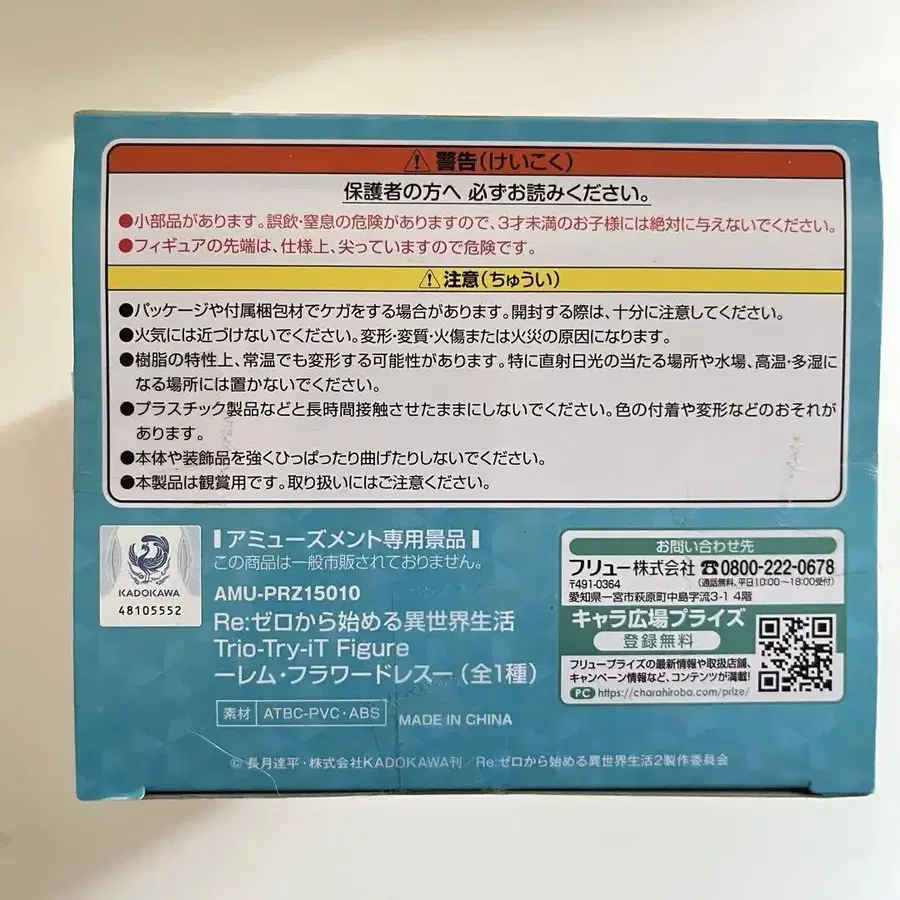 ⚠警告(けいこく)
保護者の方へ 必ずお読みください。
●小部品があります。誤飲・窒息の危険がありますので、3才未満のお子様には絶対に与えないでください。
●フィギュアの先端は、仕様上、尖っていますので危険です。
⚠注意(ちゅうい)
●パッケージや付属梱包材でケガをする場合があります。開封する際は、十分に注意してください。
●火気には近づけないでください。変形・変質・火傷または火災の原因になります。
●樹脂の特性上、常温でも変形する可能性があります。特に直射日光の当たる場所や水場、高温・多湿に
なる場所には置かないでください。
●プラスチック製品などと長時間接触させたままにしないでください。色の付着や変形などのおそれが
あります。
●本体や装飾品を強くひっぱったり曲げたりしないでください。
●本製品は観賞用です。取り扱いにはご注意ください。
KADOKAWA
48105552
アミューズメント専用景品
この商品は一般市販されておりません。
AMU-PRZ15010
Re:ゼロから始める異世界生活
Trio-Try-iT Figure
ーレム・フラワードレスー(全1種)
素材 ATBC-PVC・ABS
MADE IN CHINA
お問い合わせ先
フリュー株式会社 ☎0800-222-0678
〒491-0364 (通話無料、平日10:00〜18:00受付)
愛知県一宮市萩原町中島字流3-1 4階
キャラ広場プライズ
登録無料
フリュープライズの最新情報や取扱店舗、
キャンペーン情報など、コンテンツが満載!
PC https://charahiroba.com/prize/
© 長月達平・株式会社KADOKAWA刊/Re:ゼロから始める異世界生活2製作委員会